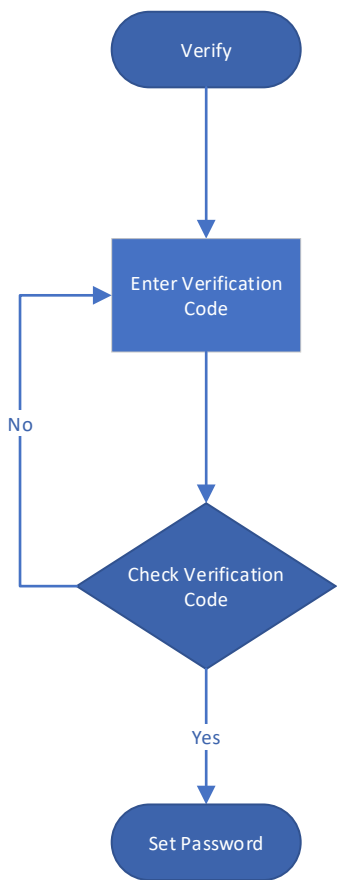 Verify
Enter Verification
Code
No
Check Verification
Code
Yes
Set Password